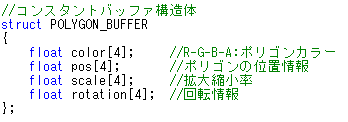 //コンスタントバッファ構造体
struct POLYGON_BUFFER
{
    float color[4];     //R-G-B-A:ポリゴンカラー
    float pos[4];       //ポリゴンの位置情報
    float scale[4];     //拡大縮小率
    float rotation[4];  //回転情報
};